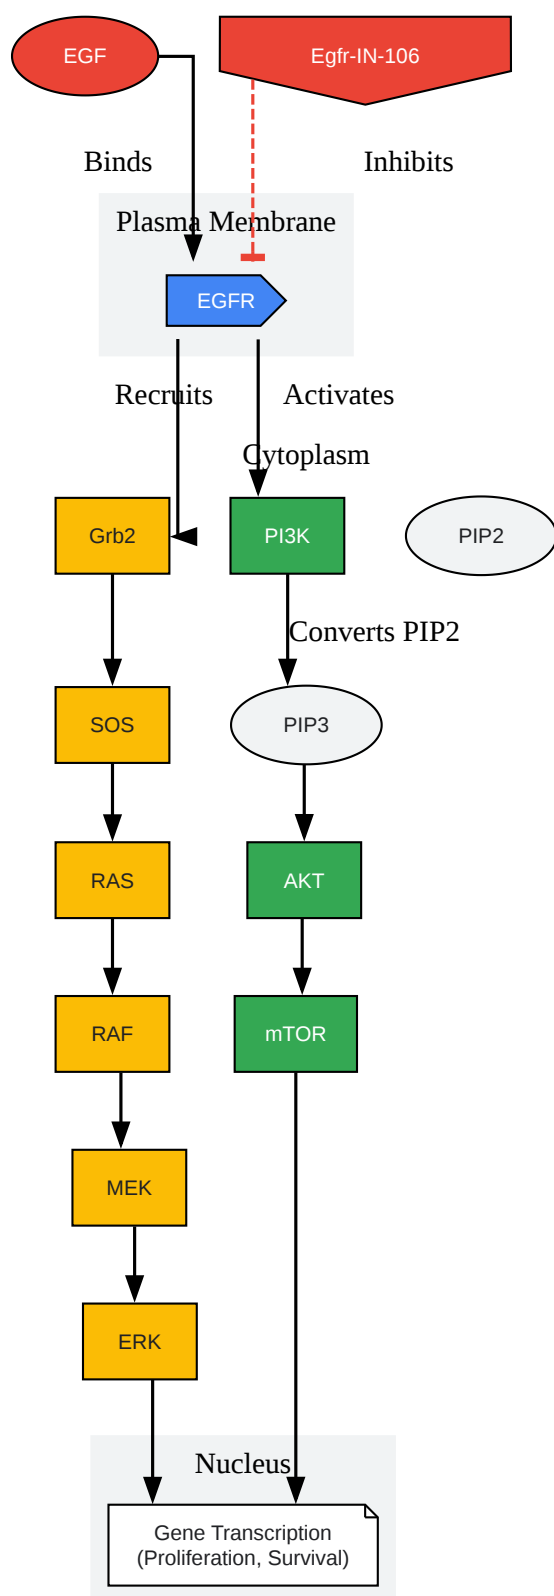 EGF
Egfr-IN-106
Binds
Inhibits
Plasma Membrane
EGFR
Recruits
Activates
Cytoplasm
Grb2
PI3K
PIP2
Converts PIP2
SOS
PIP3
RAS
AKT
RAF
mTOR
MEK
ERK
Nucleus
Gene Transcription
(Proliferation, Survival)